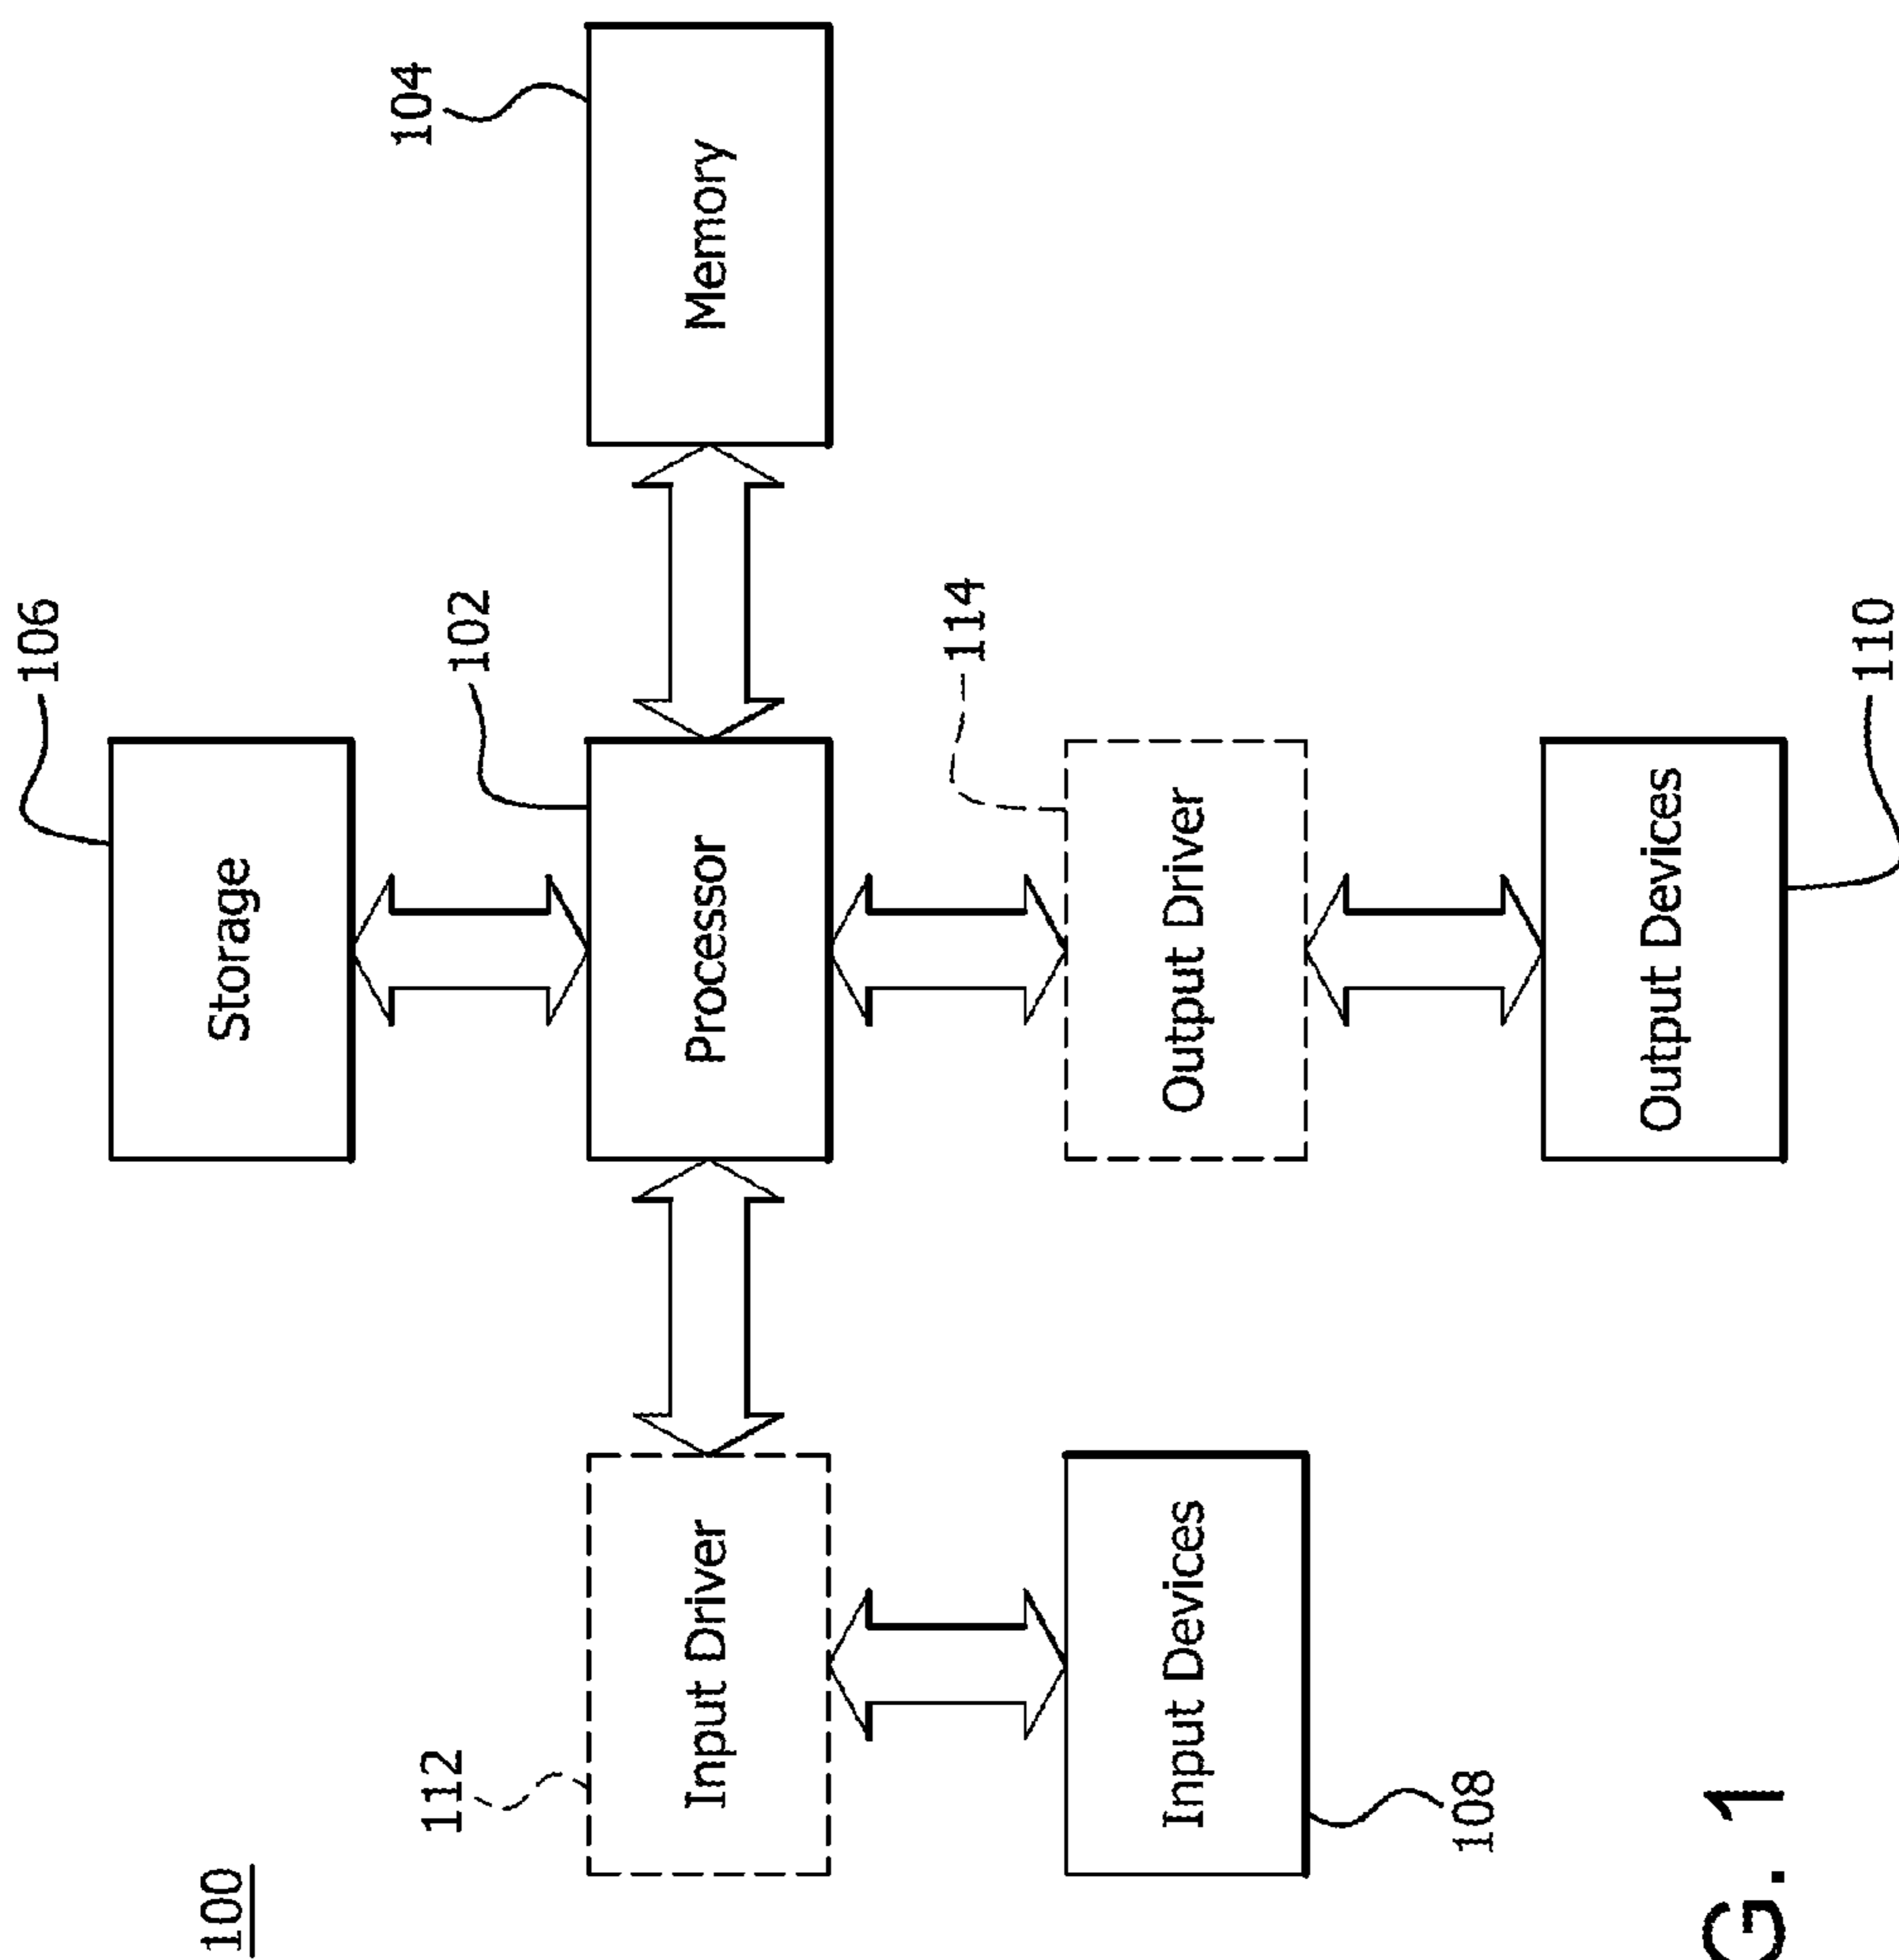 106
100
Storage
104
112
102
Input Driver
Processor
Memory
114
Input Devices
Output Driver
108
Output Devices
G. 1
110